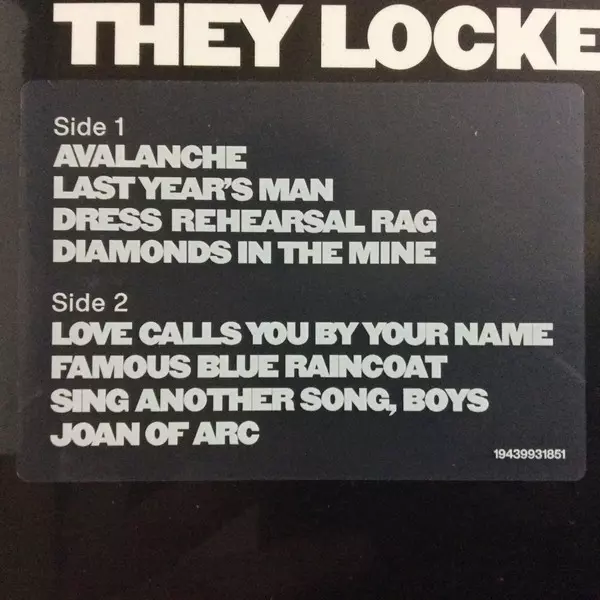 THEY LOCKE
Side 1
AVALANCHE
LAST YEAR'S MAN
DRESS REHEARSAL RAG
DIAMONDS IN THE MINE
Side 2
LOVE CALLS YOU BY YOUR NAME
FAMOUS BLUE RAINCOAT
SING ANOTHER SONG, BOYS
JOAN OF ARC
19439931851